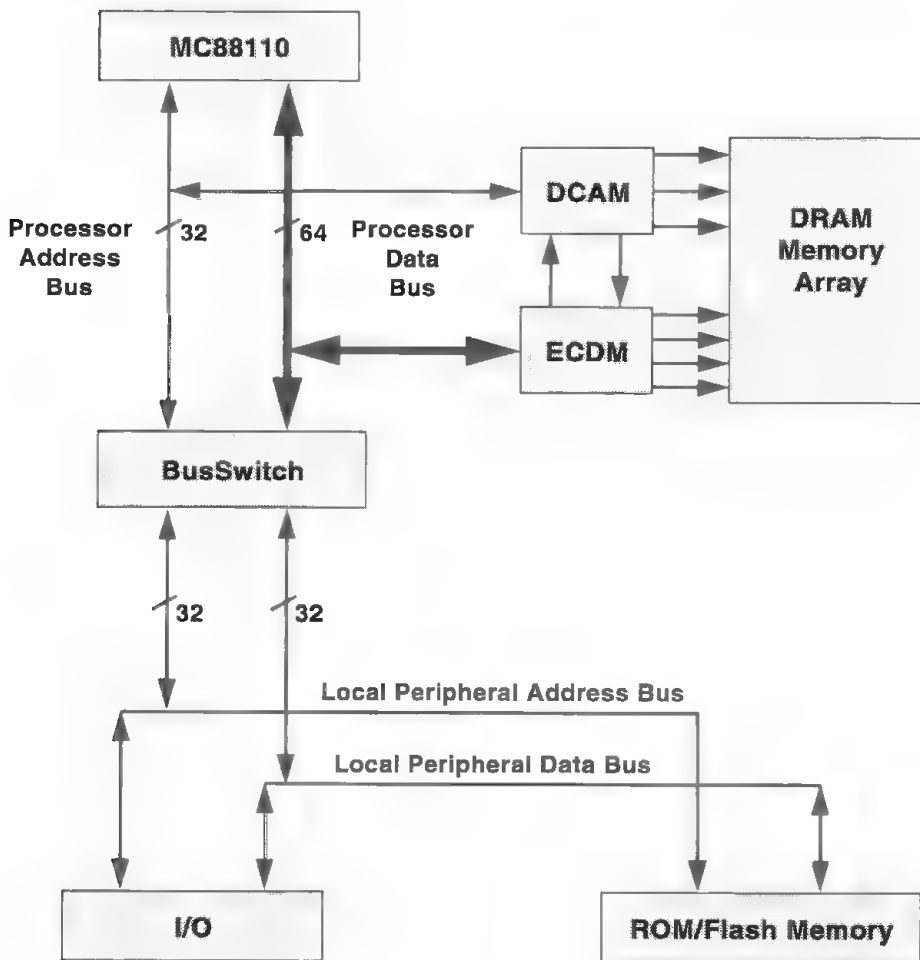 MC88110
DCAM
DRAM
Memory
Array
Processor
Address
Bus
32
64
Processor
Data
Bus
ECDM
BusSwitch
32
32
Local Peripheral Address Bus
Local Peripheral Data Bus
I/O
ROM/Flash Memory